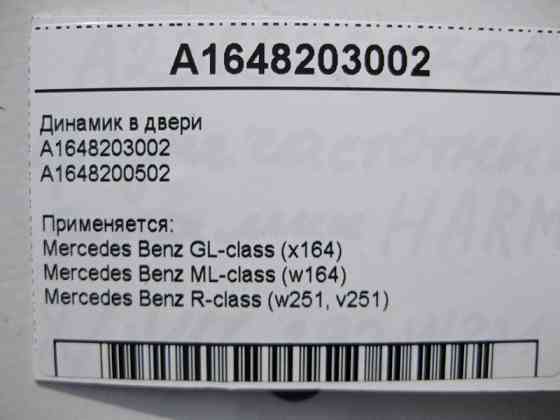 A1648203002
Динамик в двери
A1648203002
A1648200502
Применяется:
Mercedes Benz GL-class (x164)
Mercedes Benz ML-class (w164)
Mercedes Benz R-class (w251, v251)
HARM